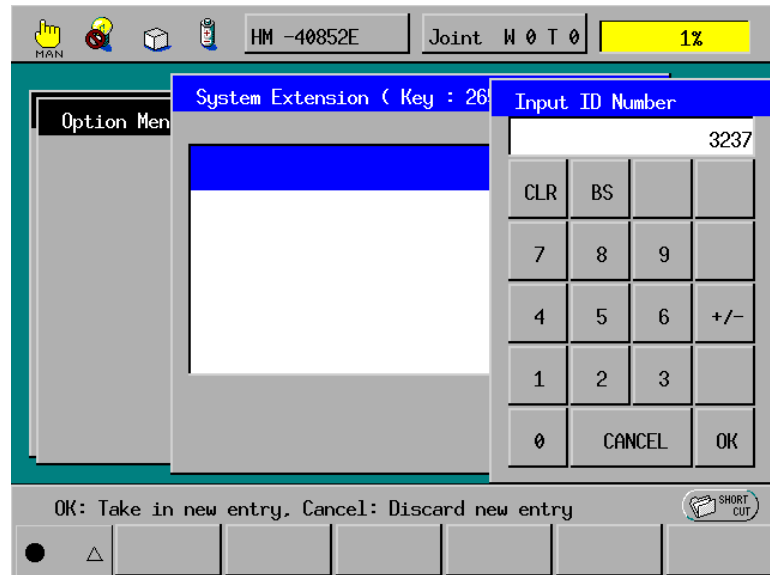 MAN
HM -40852E
Joint W 0 T 0
1%
Option Men
System Extension ( Key : 26
Input ID Number
3237
CLR BS
7 8 9
4 5 6 +/-
1 2 3
0 CANCEL OK
OK: Take in new entry, Cancel: Discard new entry
SHORT
CUT